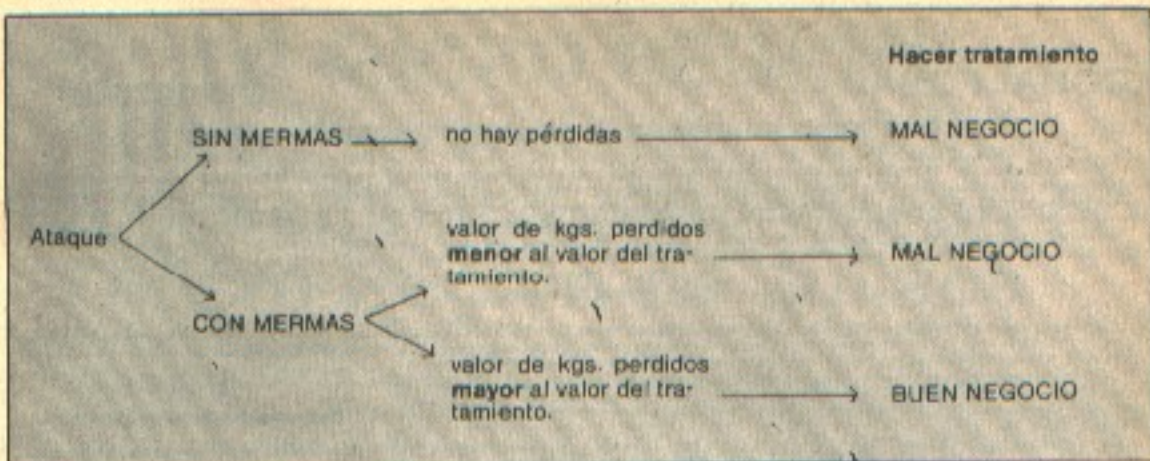 Hacer tratamiento
SIN MERMAS
no hay pérdidas
MAL NEGOCIO
Ataque
valor de kgs. perdidos
menor al valor del tra-
tamiento.
MAL NEGOCIO
CON MERMAS
valor de kgs. perdidos
mayor al valor del tra-
tamiento.
BUEN NEGOCIO